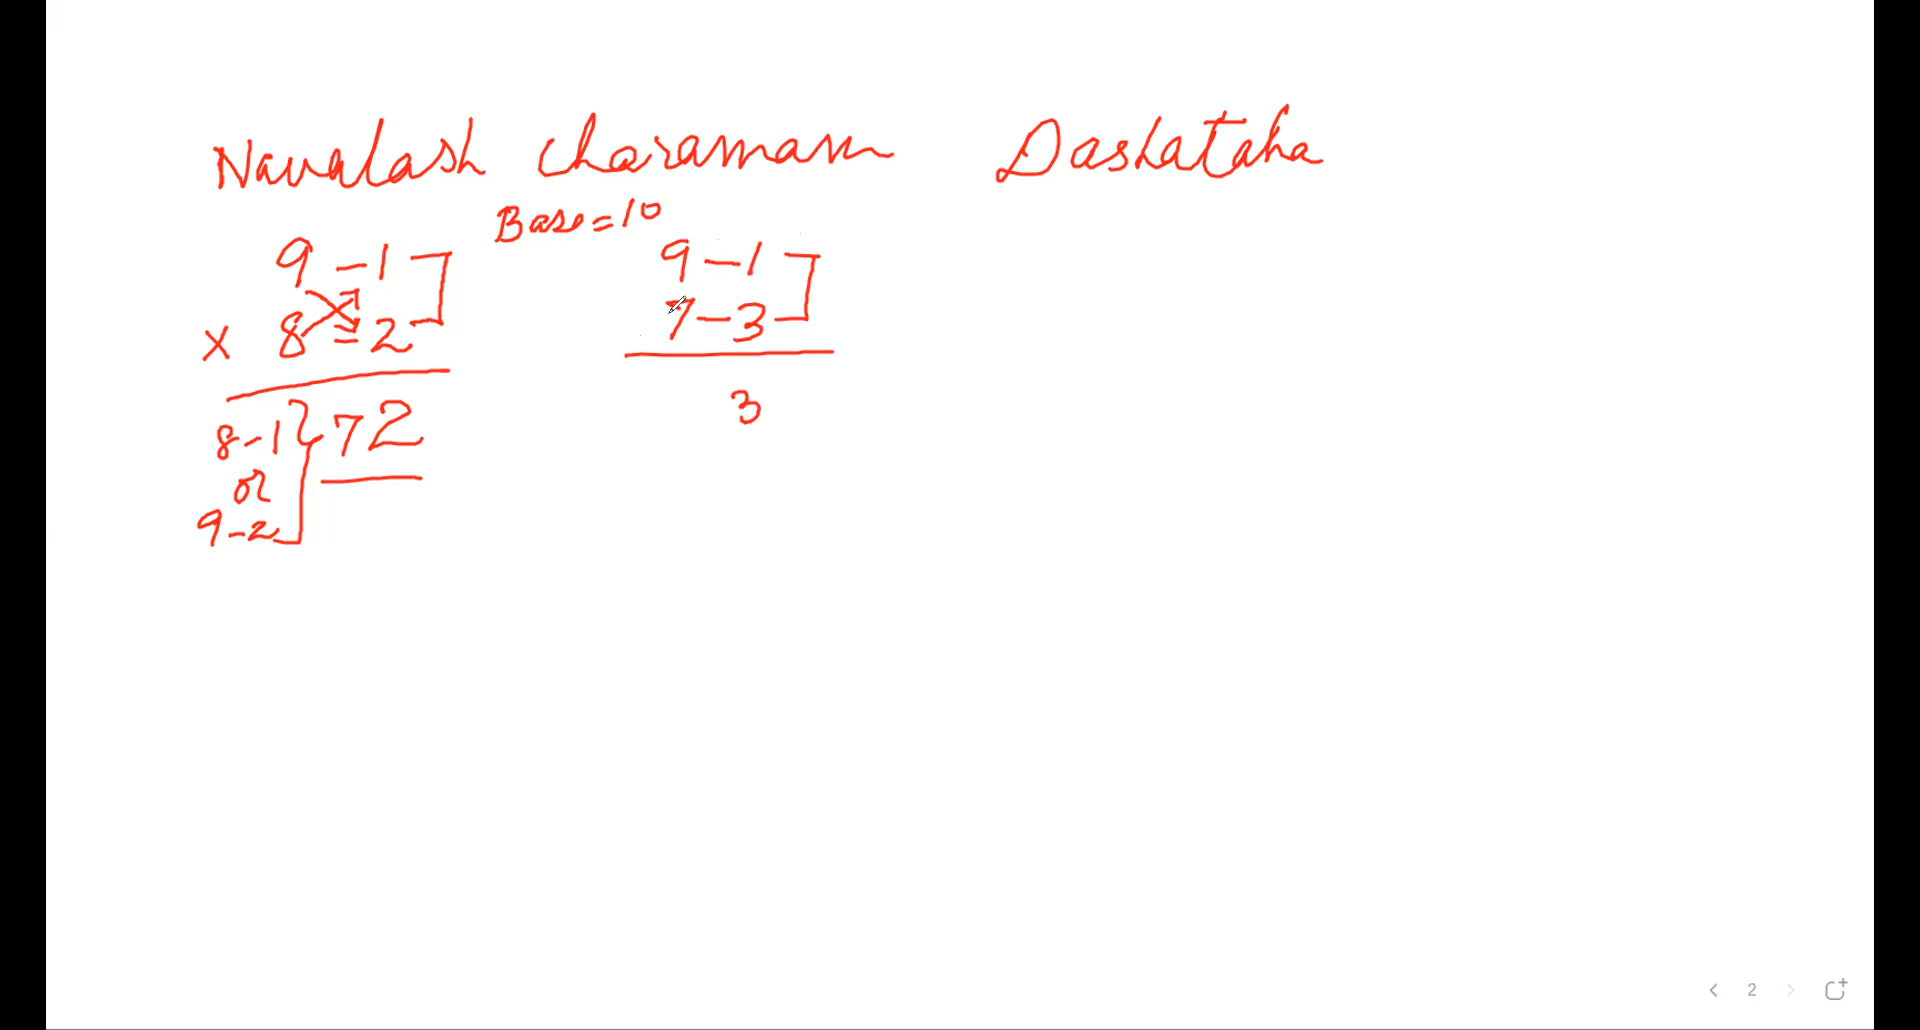 Navalash Charamam Dashataha
Base = 10
9 - 1
x 8 - 2
8-1 72
or
9-2
9 - 1
7 - 3
3
2